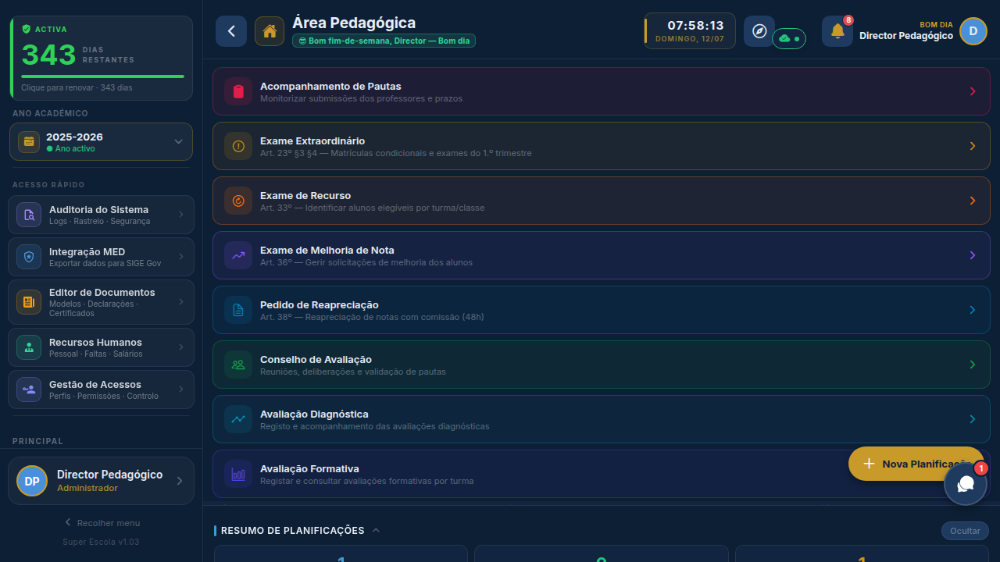 ACTIVA
343 DIAS RESTANTES
Clique para renovar · 343 dias
ANO ACADÉMICO
2025-2026
Ano activo
ACESSO RÁPIDO
Auditoria do Sistema
Logs · Rastreio · Segurança
Integração MED
Exportar dados para SIGE Gov
Editor de Documentos
Modelos · Declarações ·
Certificados
Recursos Humanos
Pessoal · Faltas · Salários
Gestão de Acessos
Perfis · Permissões · Controlo
PRINCIPAL
DP
Director Pedagógico
Administrador
Recolher menu
Super Escola v1.03
Área Pedagógica
Bom fim-de-semana, Director — Bom dia
07:58:13
DOMINGO, 12/07
8
BOM DIA
Director Pedagógico
D
Acompanhamento de Pautas
Monitorizar submissões dos professores e prazos
Exame Extraordinário
Art. 23º §3 §4 — Matrículas condicionais e exames do 1.º trimestre
Exame de Recurso
Art. 33º — Identificar alunos elegíveis por turma/classe
Exame de Melhoria de Nota
Art. 36º — Gerir solicitações de melhoria dos alunos
Pedido de Reapreciação
Art. 38º — Reapreciação de notas com comissão (48h)
Conselho de Avaliação
Reuniões, deliberações e validação de pautas
Avaliação Diagnóstica
Registo e acompanhamento das avaliações diagnósticas
Avaliação Formativa
Registar e consultar avaliações formativas por turma
Nova
1
RESUMO DE PLANIFICAÇÕES
Ocultar